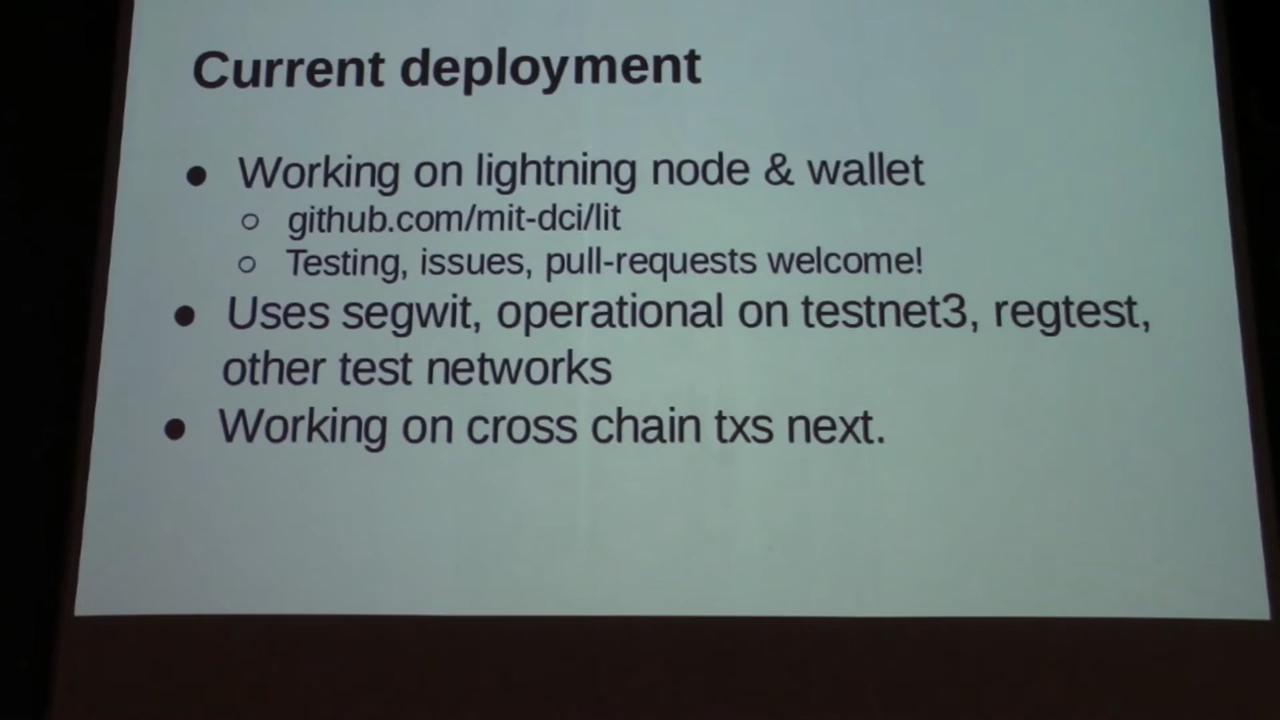 Current deployment
● Working on lightning node & wallet
○ github.com/mit-dci/lit
○ Testing, issues, pull-requests welcome!
● Uses segwit, operational on testnet3, regtest,
other test networks
● Working on cross chain txs next.